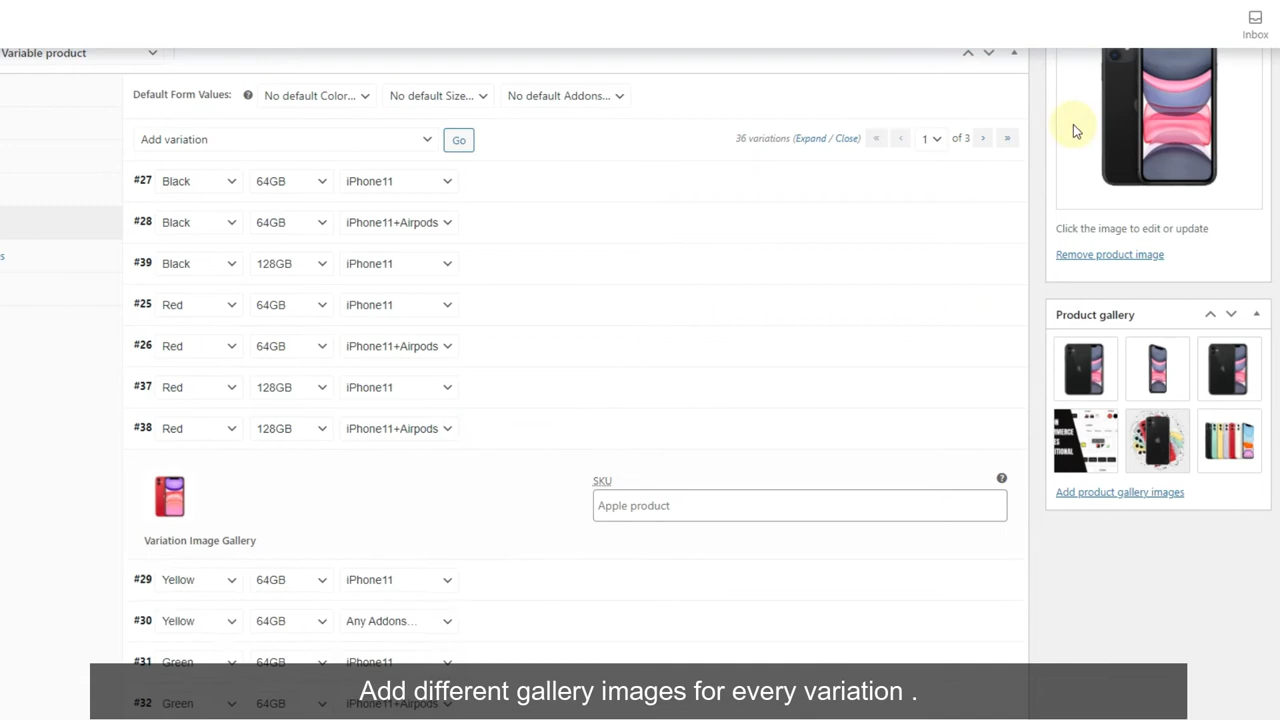 Inbox
Variable product
Default Form Values: No default Color... No default Size... No default Addons...
Add variation Go 36 variations (Expand / Close) « ‹ 1 of 3 › »
#27 Black 64GB iPhone11
#28 Black 64GB iPhone11+Airpods
#39 Black 128GB iPhone11
#25 Red 64GB iPhone11
#26 Red 64GB iPhone11+Airpods
#37 Red 128GB iPhone11
#38 Red 128GB iPhone11+Airpods
SKU
Apple product
Variation Image Gallery
#29 Yellow 64GB iPhone11
#30 Yellow 64GB Any Addons...
#31 Green 64GB iPhone11
#32 Green 64GB iPhone11+Airpods
s
Click the image to edit or update
Remove product image
Product gallery
Add product gallery images
Add different gallery images for every variation .